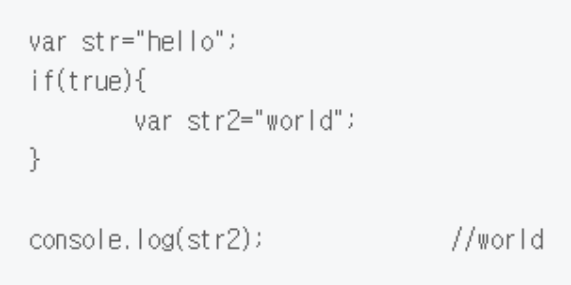 var str="hello";
if(true){
        var str2="world";
}

console.log(str2);                //world